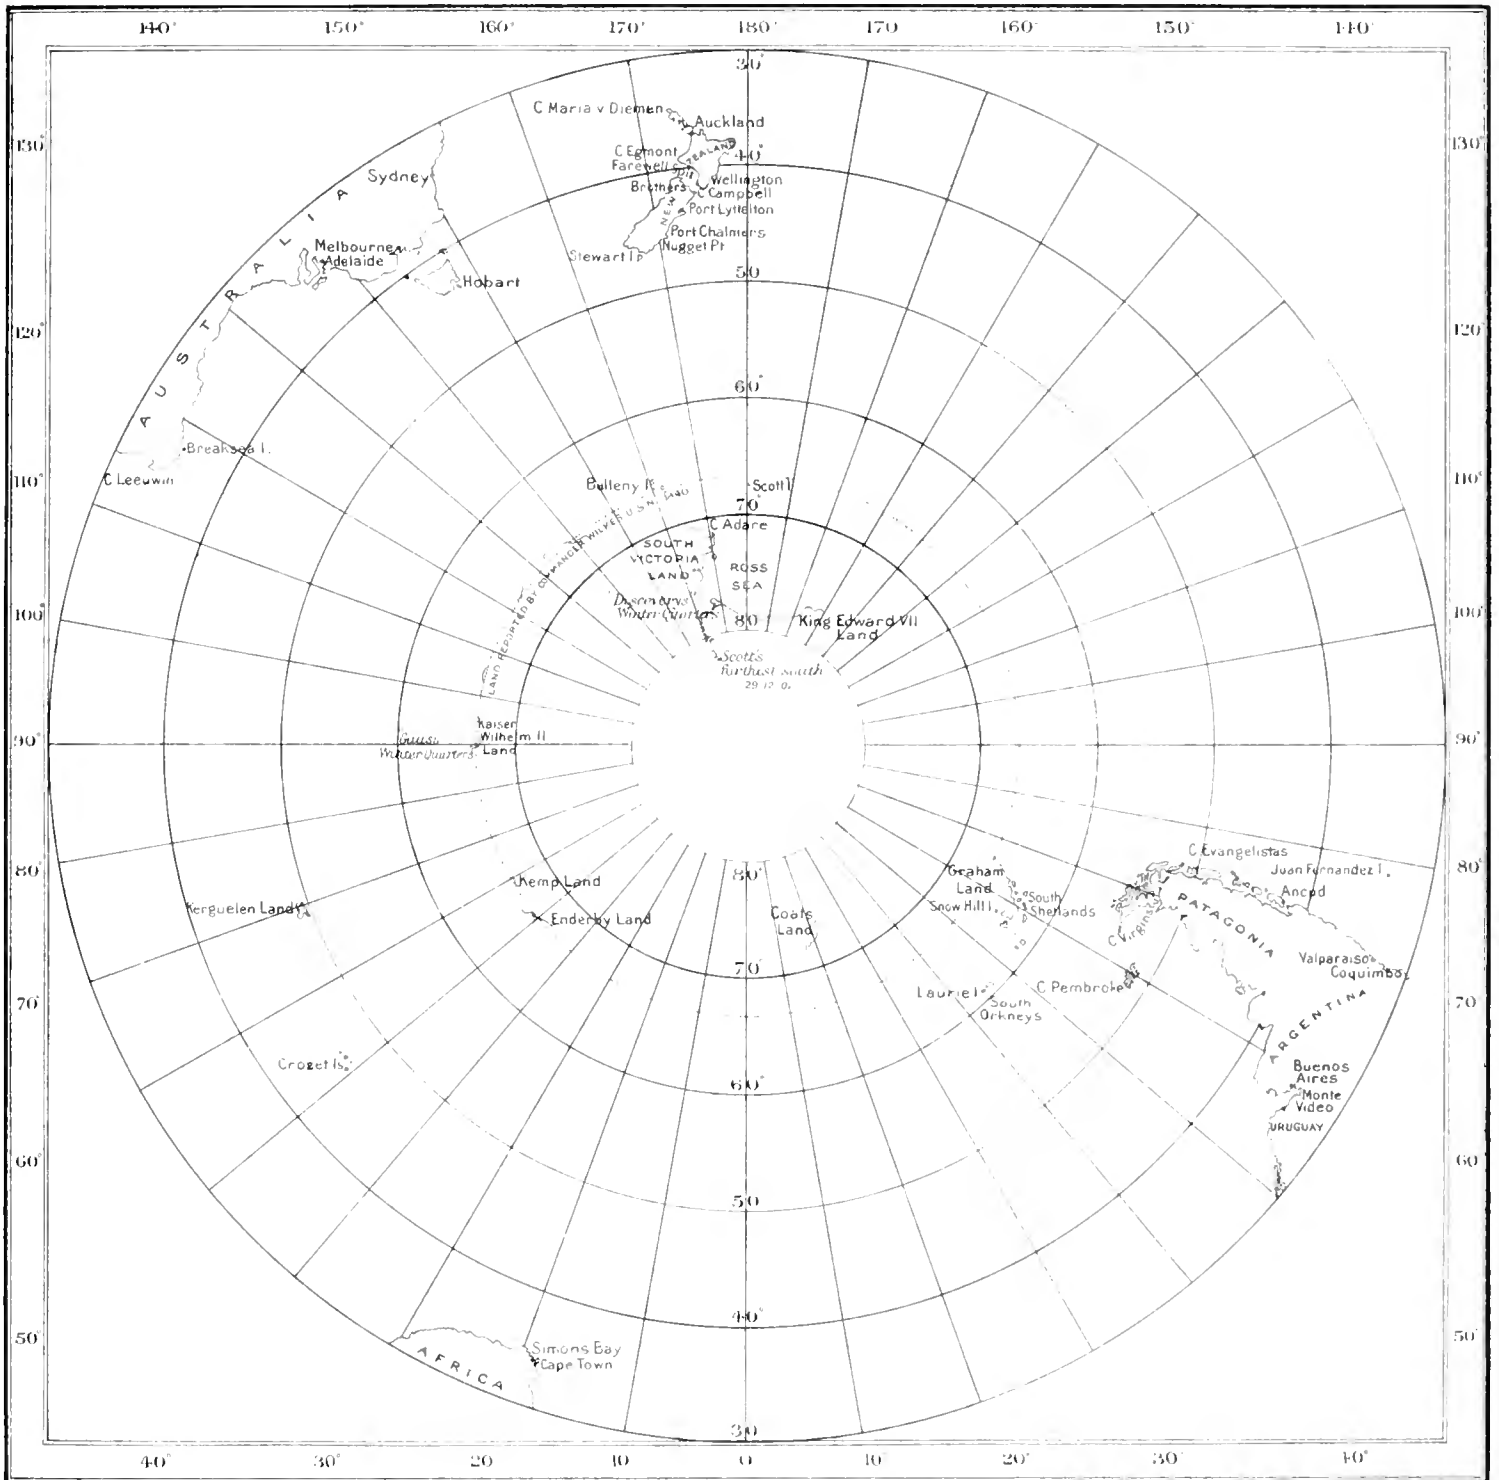 140° 150° 160° 170° 180° 170 160° 150° 140°
30°
C Maria v Diemen
Auckland
130° 130°
C Egmont
ZEALAND
40°
Farewell Spit
Sydney
Wellington
Brothers
C Campbell
NEW
Port Lyttelton
Port Chalmers
Nugget Pt
Stewart I
AUSTRALIA
Melbourne
Adelaide
50
Hobart
120° 120°
60°
Breaksea I.
C Leeuwin
110° 110°
Balleny Is
Scott I
70°
LAND REPORTED BY COMMANDER WILKES U.S.N. 1840
C Adare
SOUTH
VICTORIA
LAND
ROSS
SEA
Discovery's
Winter Quarters
80°
King Edward VII
Land
100° 100°
Scott's
furthest south
Kaiser
Wilhelm II
Land
Gauss
Winter Quarters
90° 90°
C Evangelistas
Juan Fernandez I.
80° 80° 80°
Graham
Land
Kemp Land
Ancud
South
Shetlands
Snow Hill I
PATAGONIA
Kerguelen Land
Enderby Land
Coats
Land
C Virgins
Valparaiso
Coquimbo
70°
C Pembroke
Laurie I
South
Orkneys
70° 70°
ARGENTINA
Crozet Is
Buenos
Aires
60°
Monte
Video
URUGUAY
60° 60
50
40°
50° 50°
Simons Bay
Cape Town
AFRICA
30
40° 30° 20° 10° 0 10° 20° 30° 40°